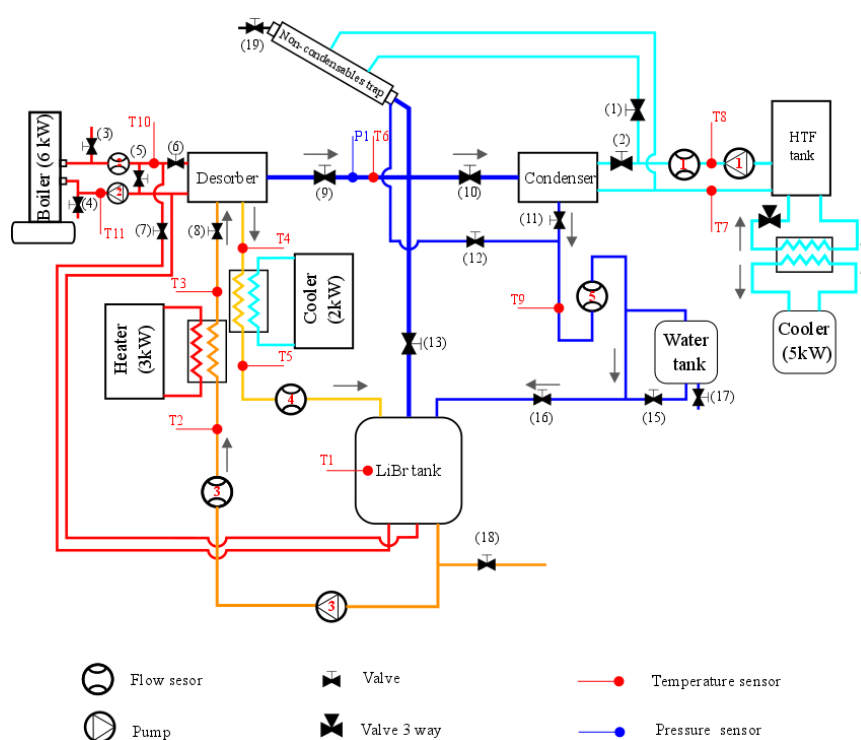 (19)
Non-condensables trap
(1)
(3)
T10
(6)
P1
T6
(2)
T8
HTF
tank
Boiler (6 kW)
1
(5)
Desorber
Condenser
1
1
2
(4)
(9)
(10)
T7
T11
(7)
(8)
(11)
T4
(12)
T3
T9
5
Cooler
(2kW)
Heater
(3kW)
(13)
Water
tank
Cooler
(5kW)
T5
4
(16)
(15)
(17)
T2
T1
LiBr tank
3
(18)
3
Flow sesor
Valve
Temperature sensor
Pump
Valve 3 way
Pressure sensor